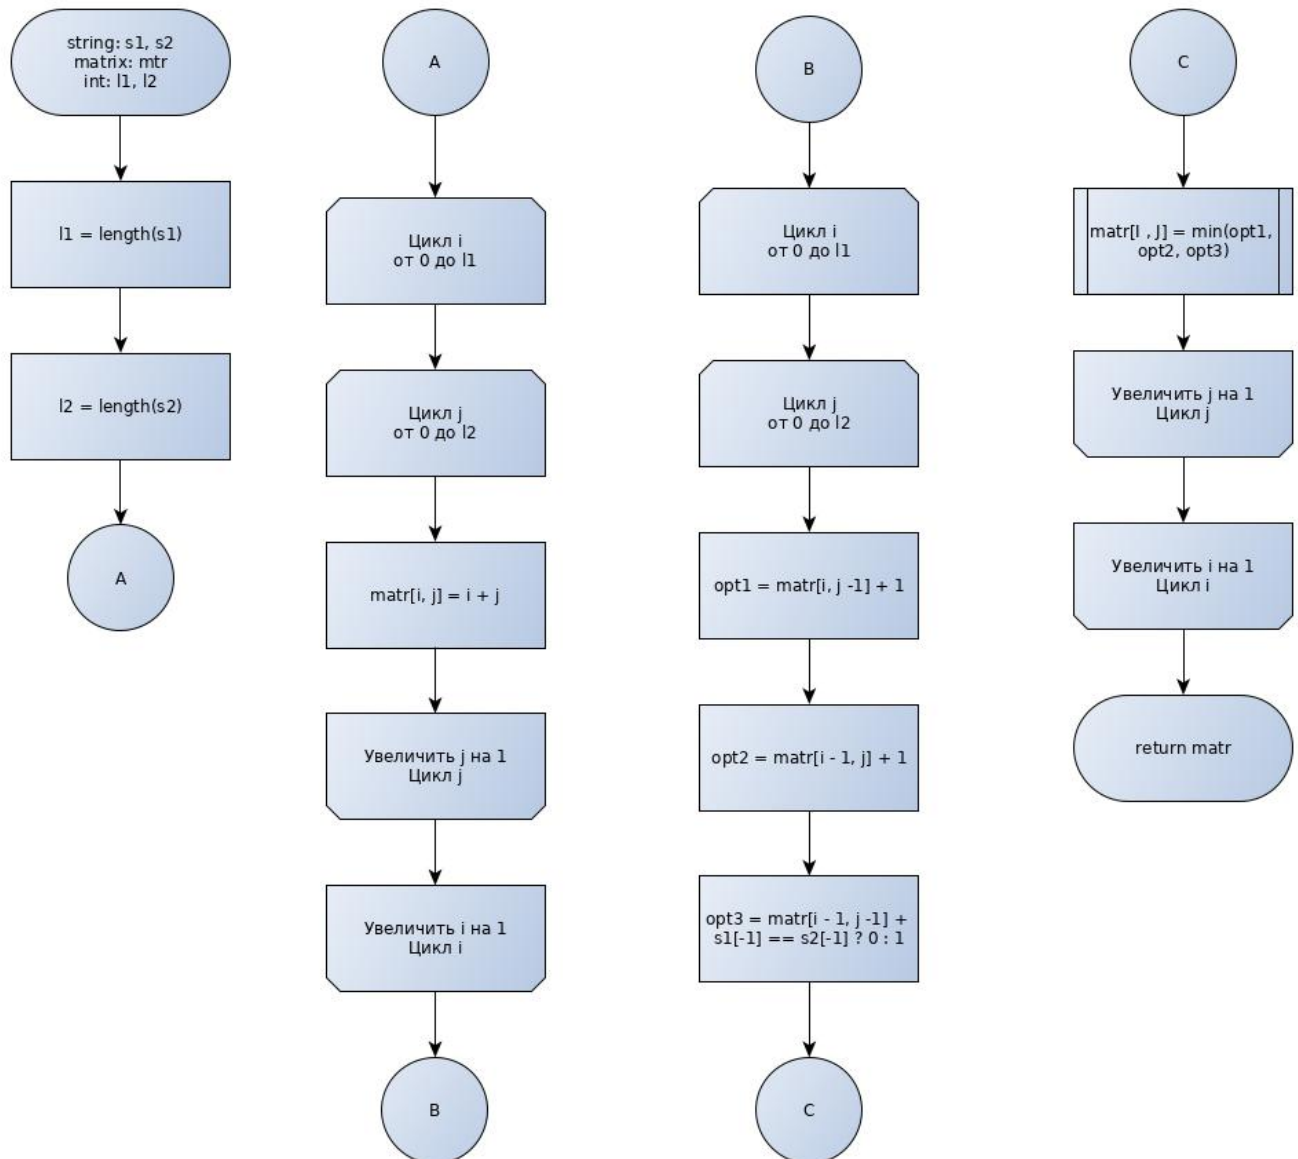 string: s1, s2
matrix: mtr
int: l1, l2
l1 = length(s1)
l2 = length(s2)
A
A
Цикл i
от 0 до l1
Цикл j
от 0 до l2
matr[i, j] = i + j
Увеличить j на 1
Цикл j
Увеличить i на 1
Цикл i
B
B
Цикл i
от 0 до l1
Цикл j
от 0 до l2
opt1 = matr[i, j -1] + 1
opt2 = matr[i - 1, j] + 1
opt3 = matr[i - 1, j -1] +
s1[-1] == s2[-1] ? 0 : 1
C
C
matr[I , J] = min(opt1,
opt2, opt3)
Увеличить j на 1
Цикл j
Увеличить i на 1
Цикл i
return matr